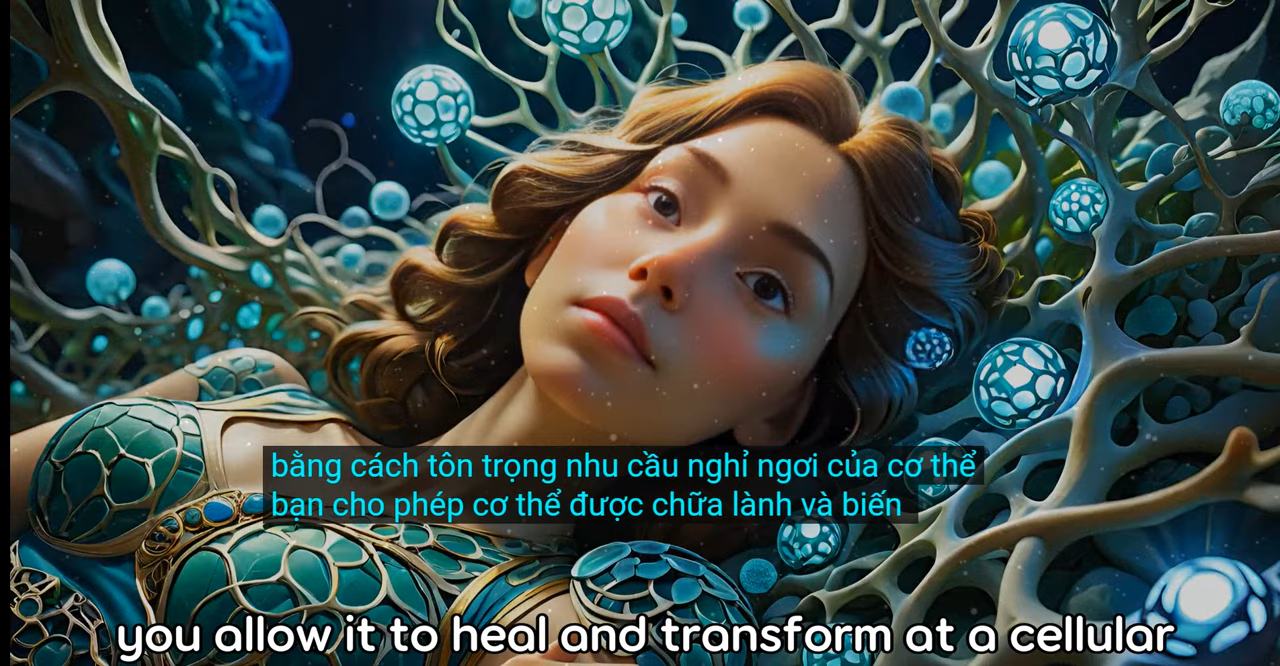 bằng cách tôn trọng nhu cầu nghỉ ngơi của cơ thể
bạn cho phép cơ thể được chữa lành và biến
you allow it to heal and transform at a cellular